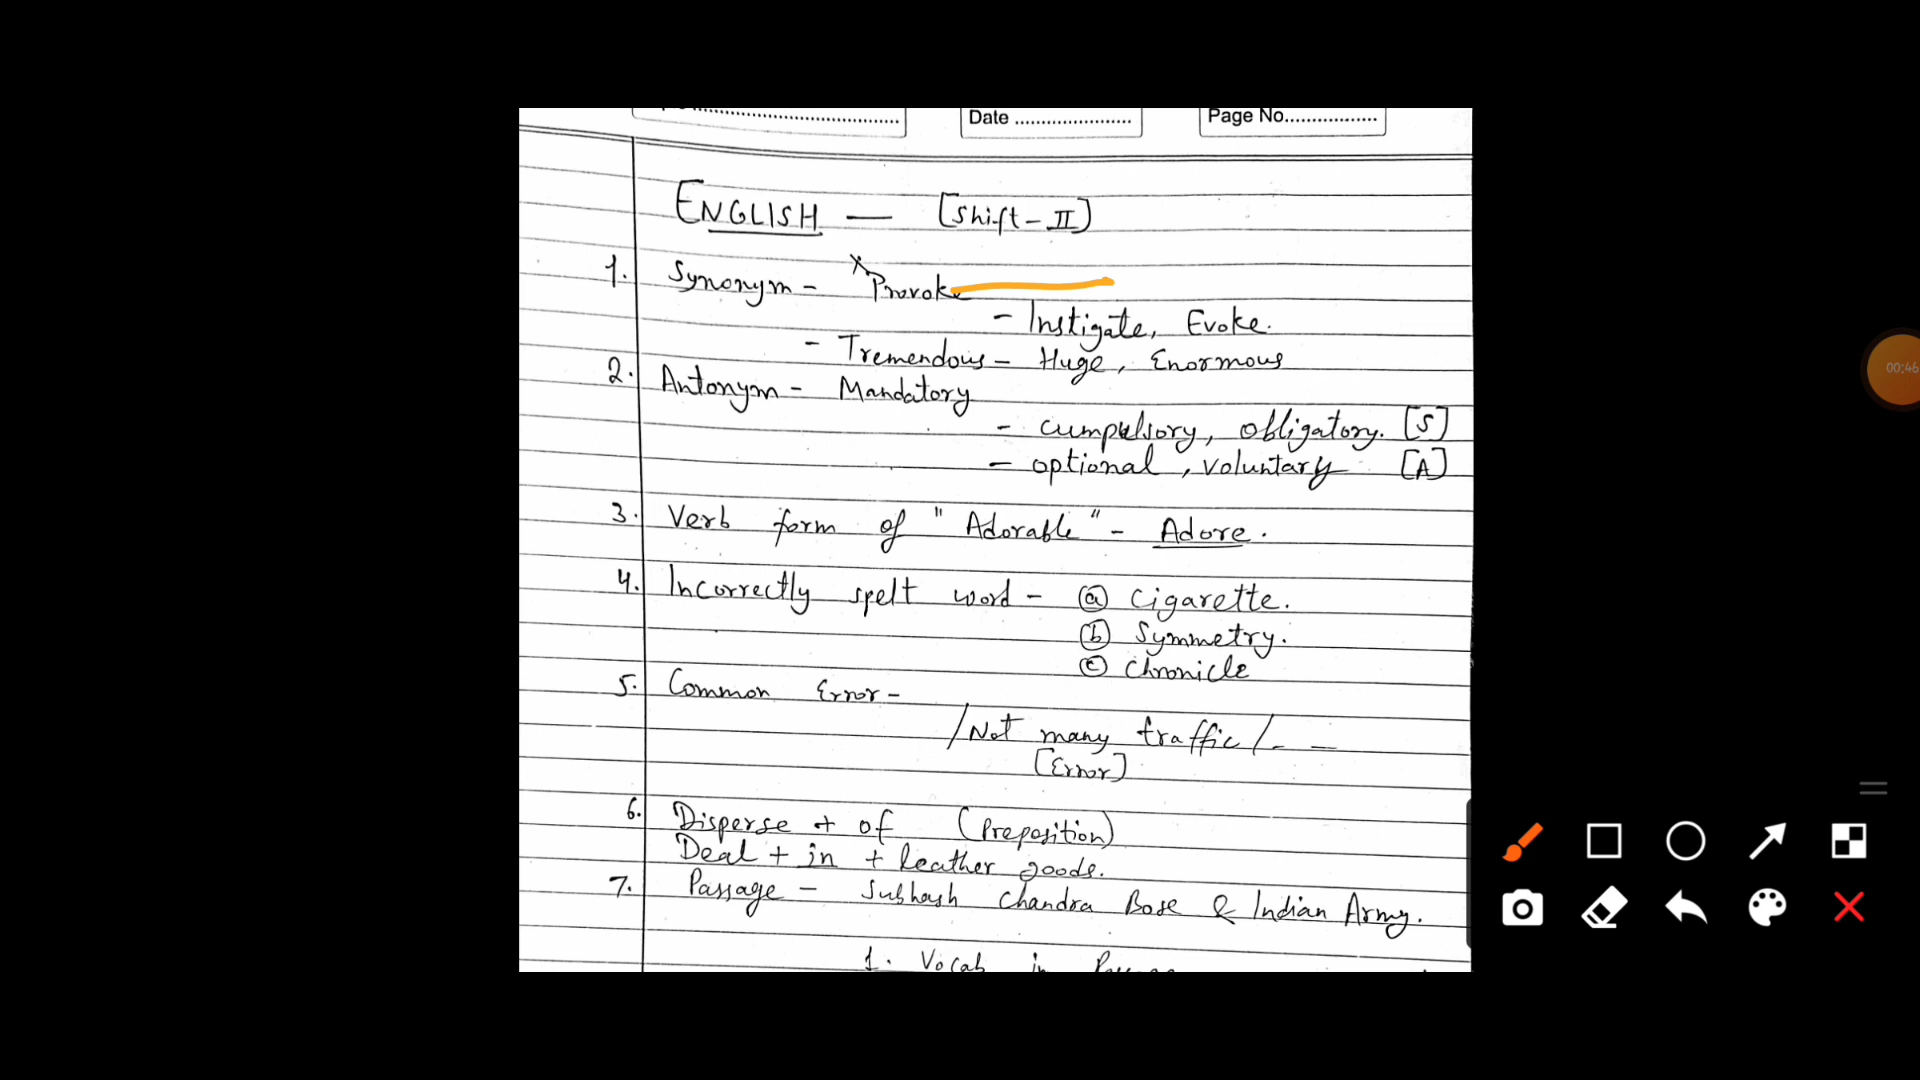 Date ......................
Page No..................
ENGLISH — [Shift-II]
1. Synonym - Provoke
- Instigate, Evoke.
- Tremendous - Huge, Enormous
2. Antonym - Mandatory
- cumpulsory, obligatory. [S]
- optional, voluntary [A]
3. Verb form of "Adorable" - Adore.
4. Incorrectly spelt word - (a) Cigarette.
(b) Symmetry.
(c) Chronicle
5. Common Error -
/Not many traffic/- -
[Error]
6. Disperse + of (Preposition)
Deal + in + leather goods.
7. Passage - Subhash Chandra Bose & Indian Army.
1. Vocab in
00:46